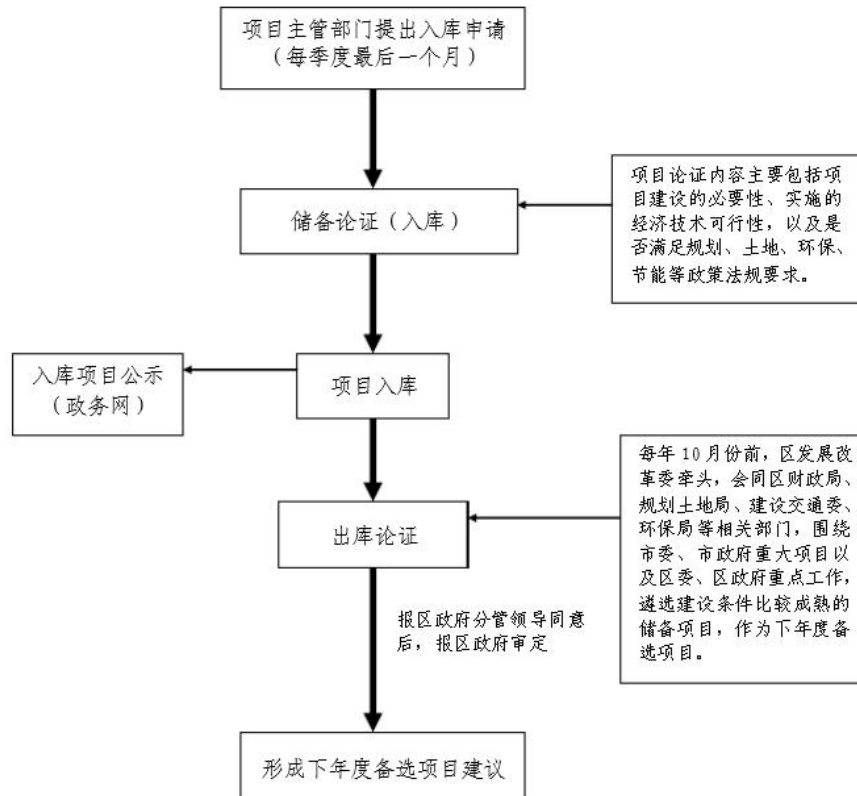 项目主管部门提出入库申请
（每季度最后一个月）
项目论证内容主要包括项
目建设的必要性、实施的
经济技术可行性，以及是
否满足规划、土地、环保、
节能等政策法规要求。
储备论证（入库）
入库项目公示
（政务网）
项目入库
每年10月份前，区发展改
革委牵头，会同区财政局、
规划土地局、建设交通委、
环保局等相关部门，围绕
市委、市政府重大项目以
及区委、区政府重点工作，
遴选建设条件比较成熟的
储备项目，作为下年度备
选项目。
出库论证
报区政府分管领导同意
后，报区政府审定
形成下年度备选项目建议